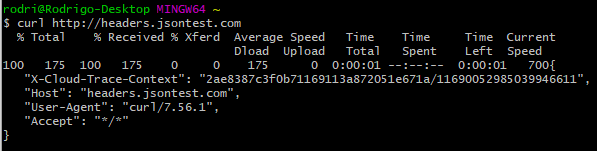 rodri@Rodrigo-Desktop MINGW64 ~
$ curl http://headers.jsontest.com
  % Total    % Received % Xferd  Average Speed   Time    Time     Time  Current
                                 Dload  Upload   Total   Spent    Left  Speed
100   175  100   175    0     0    175      0  0:00:01 --:--:--  0:00:01   700{
   "X-Cloud-Trace-Context": "2ae8387c3f0b71169113a872051e671a/11690052985039946611",
   "Host": "headers.jsontest.com",
   "User-Agent": "curl/7.56.1",
   "Accept": "*/*"
}